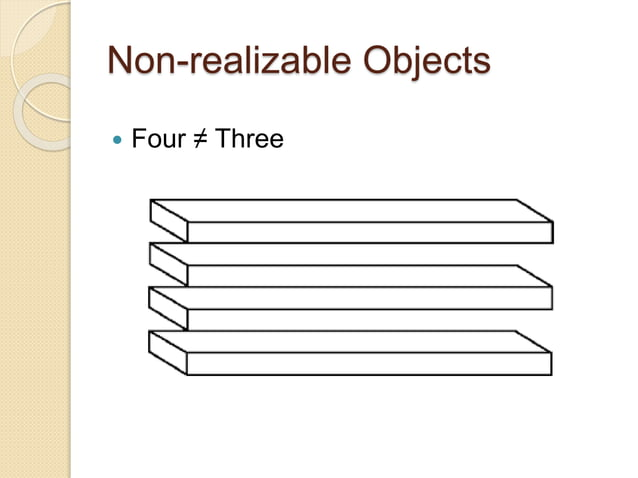 Non-realizable Objects
Four ≠ Three